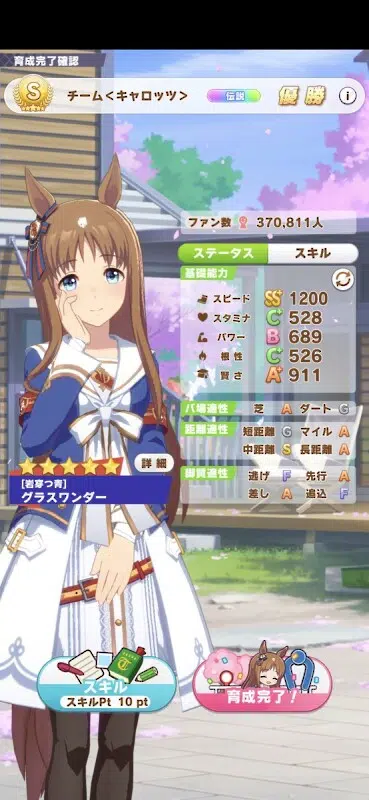 育成完了確認
S
チーム<キャロッツ>
伝説
優勝
ファン数 370,811人
ステータス
スキル
基礎能力
スピード SS 1200
スタミナ C+ 528
パワー B 689
根性 C+ 526
賢さ A+ 911
バ場適性 芝 A ダート G
距離適性 短距離 G マイル A
中距離 S 長距離 A
脚質適性 逃げ F 先行 A
差し A 追込 F
詳細
[岩穿つ青]
グラスワンダー
スキル
スキルPt 10 pt
育成完了！